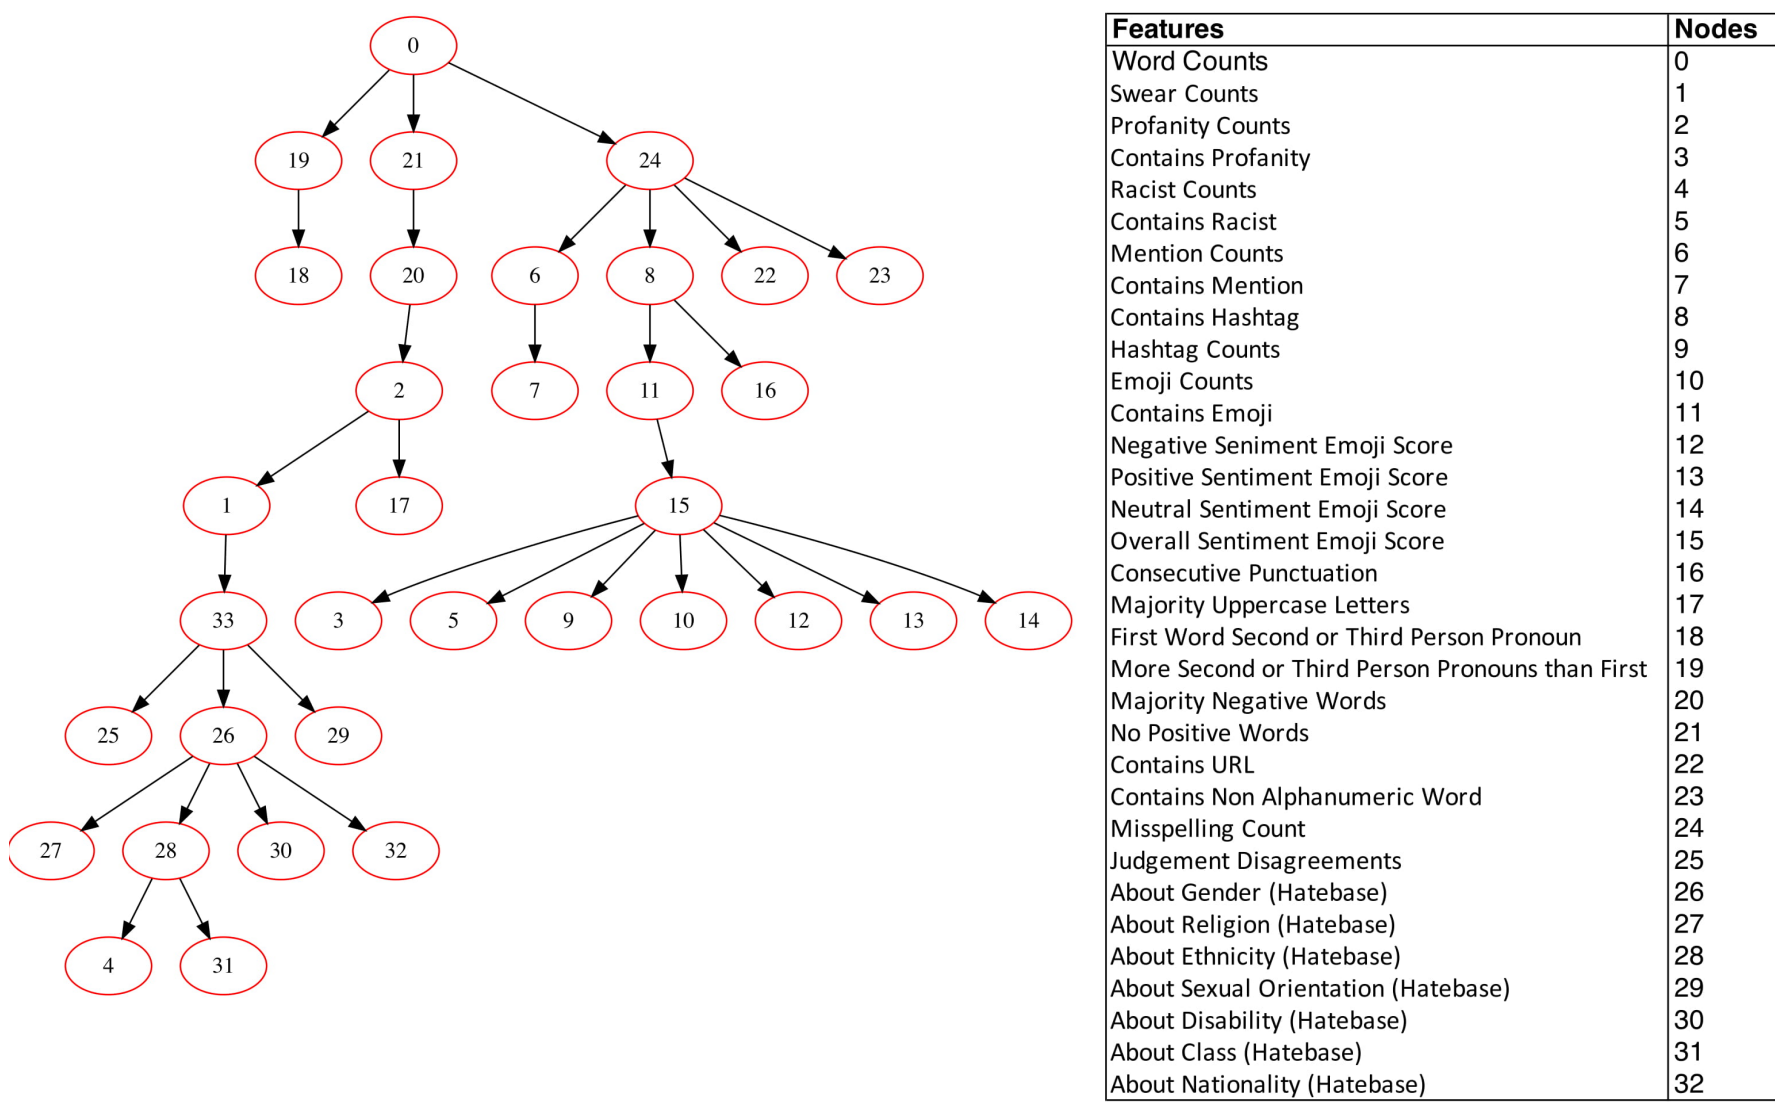 0
19 21 24
18 20 6 8 22 23
2 7 11 16
1 17 15
33 3 5 9 10 12 13 14
25 26 29
27 28 30 32
4 31
Features Nodes
Word Counts 0
Swear Counts 1
Profanity Counts 2
Contains Profanity 3
Racist Counts 4
Contains Racist 5
Mention Counts 6
Contains Mention 7
Contains Hashtag 8
Hashtag Counts 9
Emoji Counts 10
Contains Emoji 11
Negative Seniment Emoji Score 12
Positive Sentiment Emoji Score 13
Neutral Sentiment Emoji Score 14
Overall Sentiment Emoji Score 15
Consecutive Punctuation 16
Majority Uppercase Letters 17
First Word Second or Third Person Pronoun 18
More Second or Third Person Pronouns than First 19
Majority Negative Words 20
No Positive Words 21
Contains URL 22
Contains Non Alphanumeric Word 23
Misspelling Count 24
Judgement Disagreements 25
About Gender (Hatebase) 26
About Religion (Hatebase) 27
About Ethnicity (Hatebase) 28
About Sexual Orientation (Hatebase) 29
About Disability (Hatebase) 30
About Class (Hatebase) 31
About Nationality (Hatebase) 32